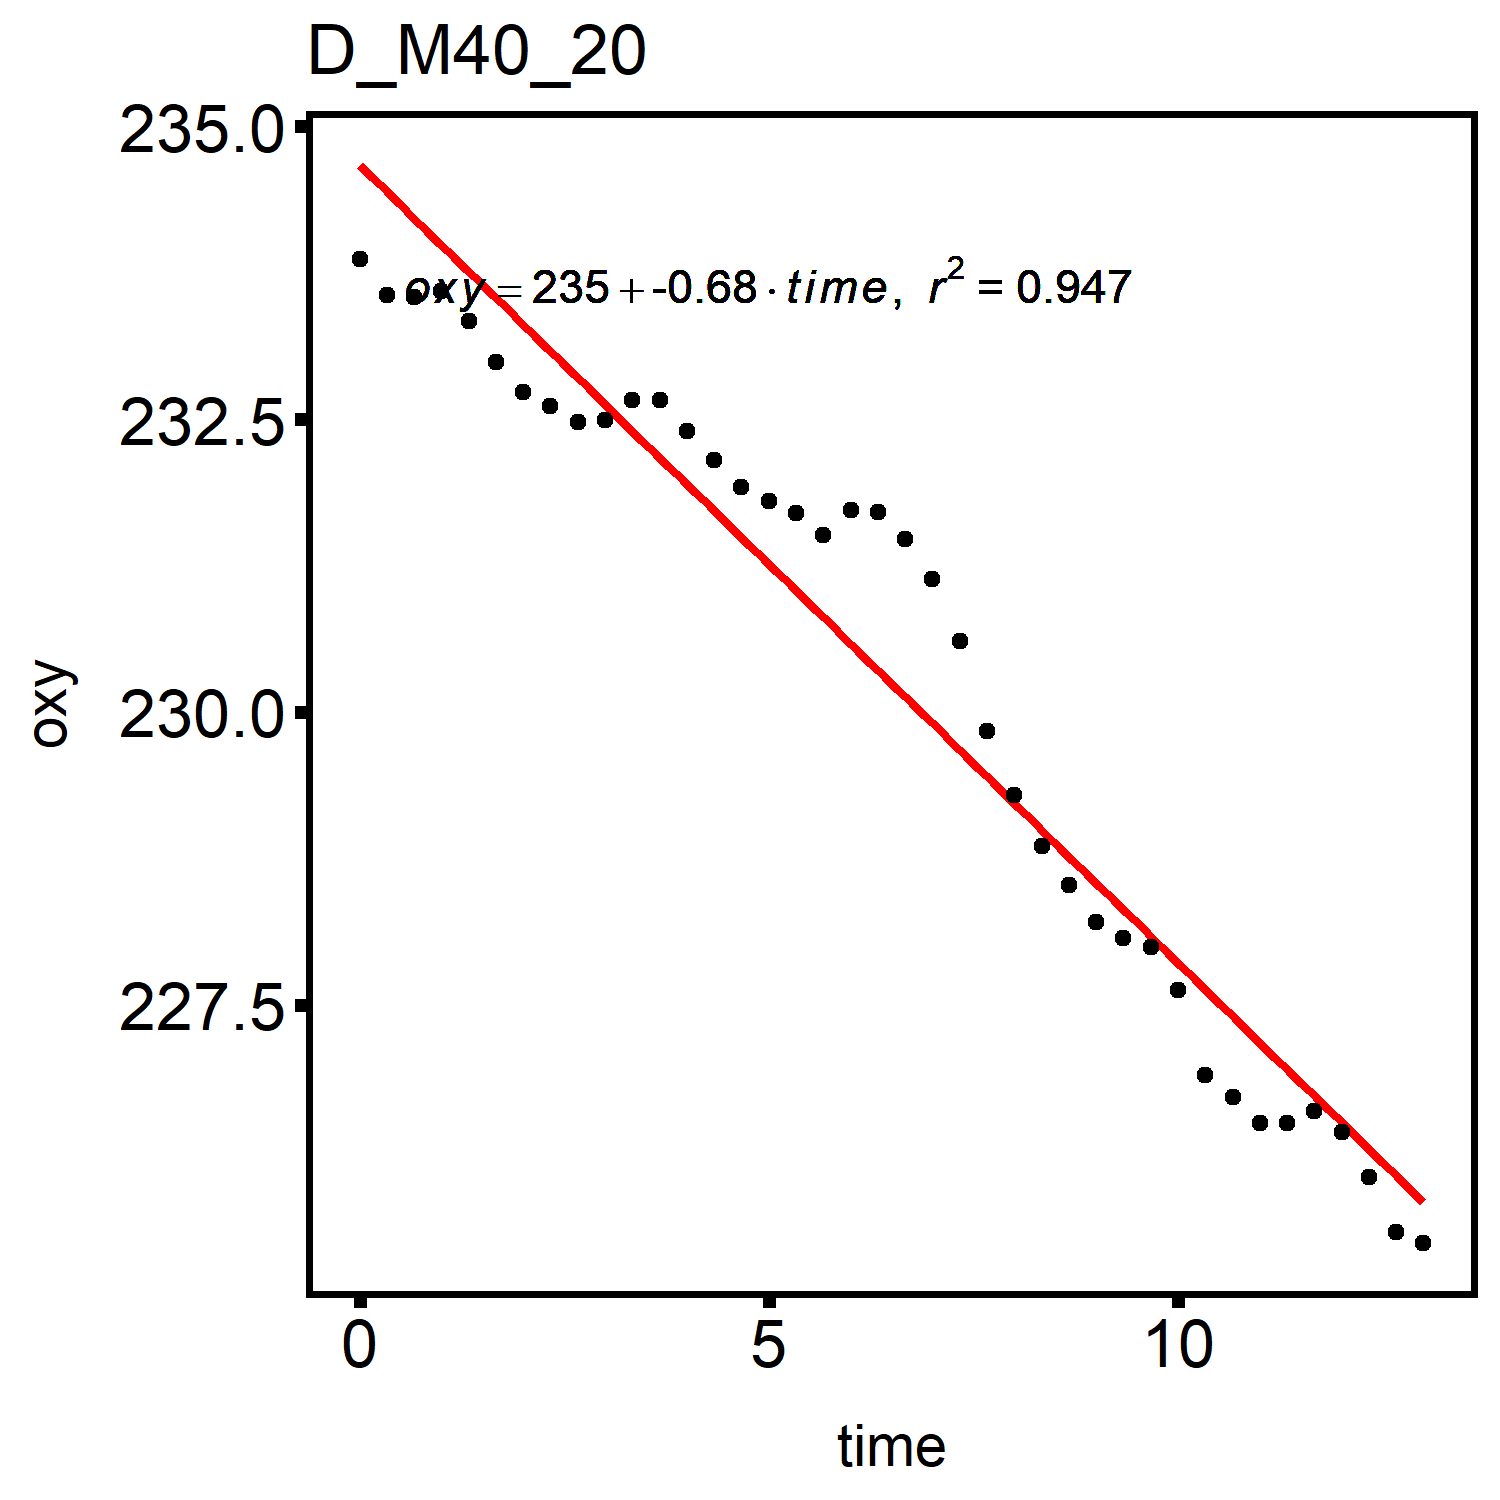 D_M40_20
235.0
oxy = 235 + -0.68 · time, r² = 0.947
232.5
230.0
oxy
227.5
0 5 10
time